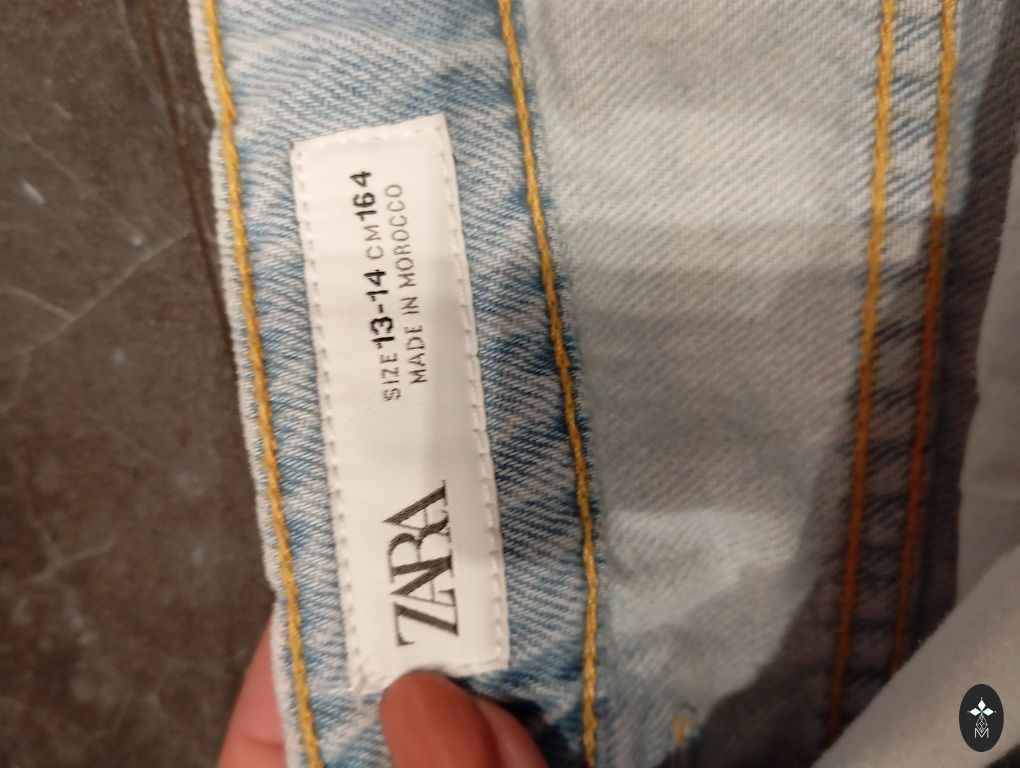 ZARA
SIZE 13-14 CM 164
MADE IN MOROCCO
M